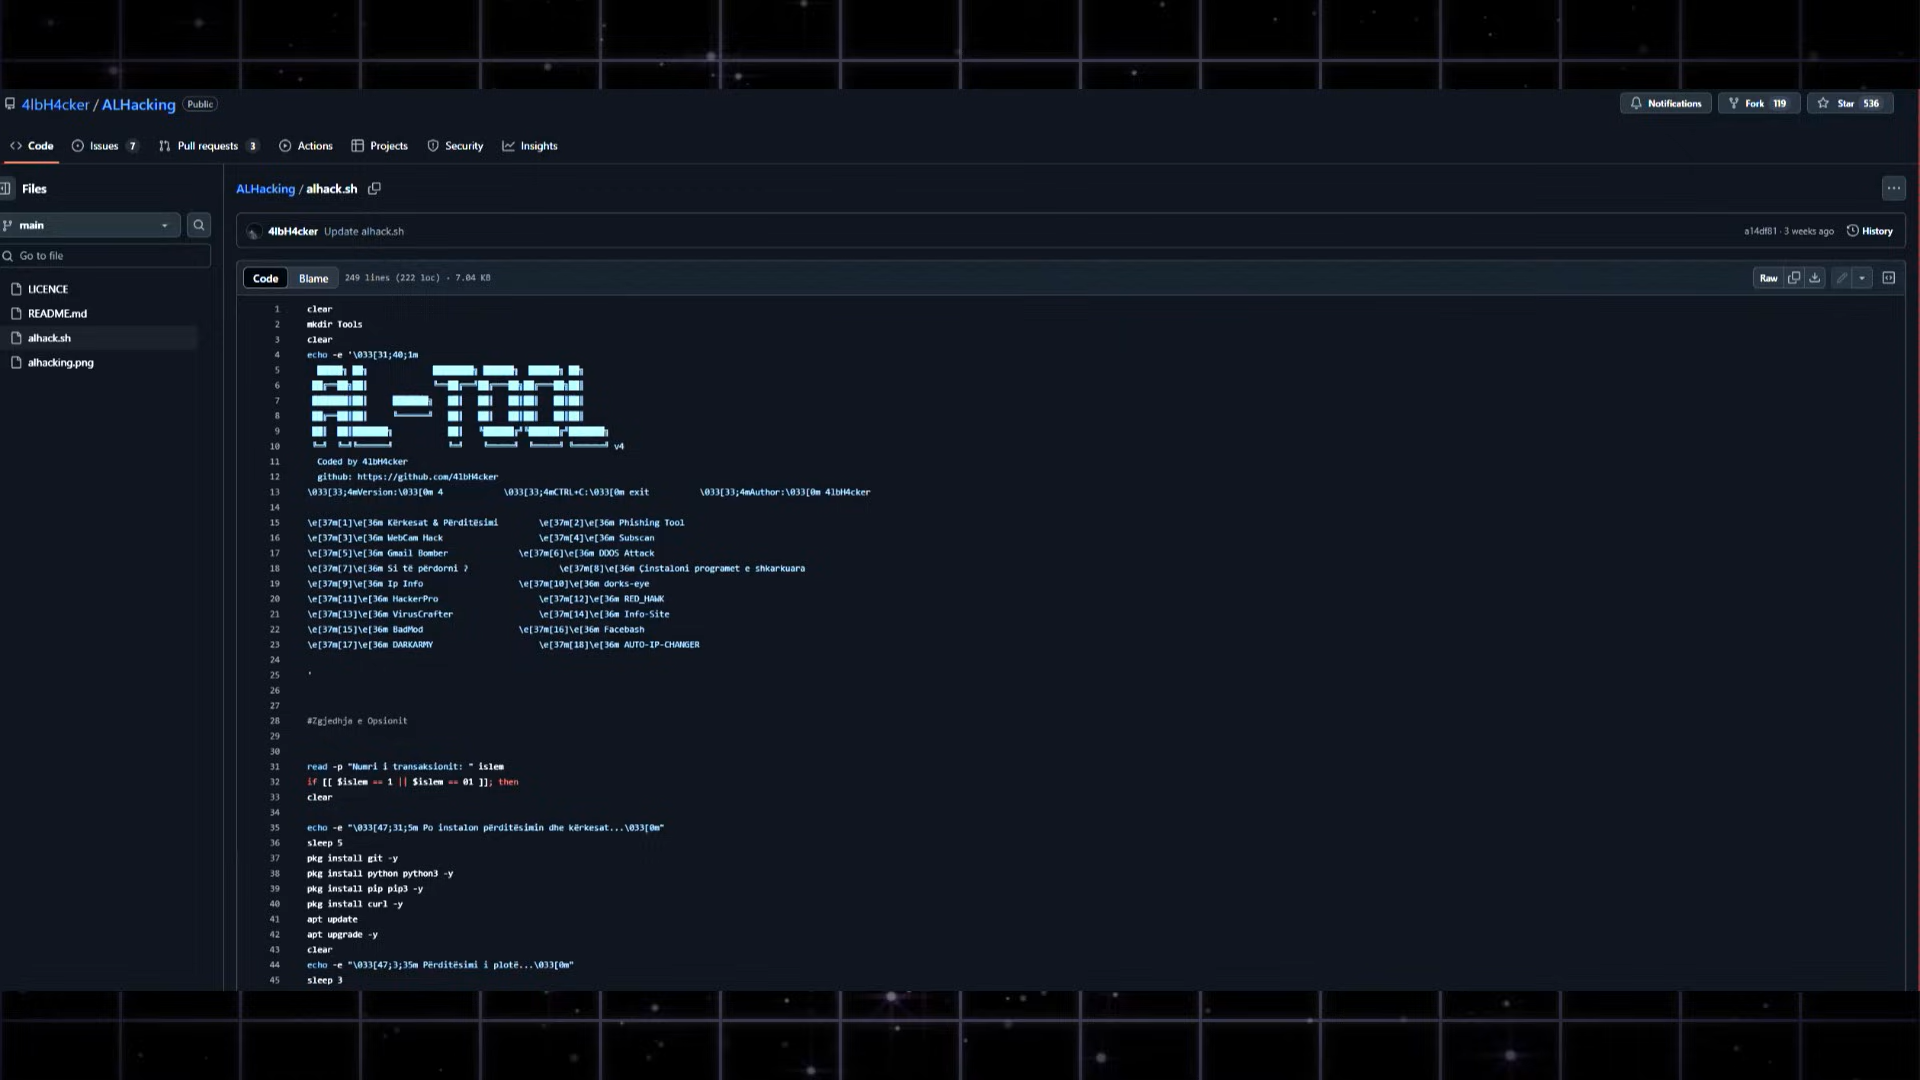 4lbH4cker / ALHacking Public
Notifications Fork 119 Star 536
Code Issues 7 Pull requests 3 Actions Projects Security Insights
Files
main
Go to file
LICENCE
README.md
alhack.sh
alhacking.png
ALHacking / alhack.sh
4lbH4cker Update alhack.sh
a14df81 · 3 weeks ago History
Code Blame 249 lines (222 loc) · 7.04 KB
Raw
1 clear
2 mkdir Tools
3 clear
4 echo -e '\033[31;40;1m
5
6
7
8
9
10 v4
AL-TOOL
11 Coded by 4lbH4cker
12 github: https://github.com/4lbH4cker
13 \033[33;4mVersion:\033[0m 4 \033[33;4mCTRL+C:\033[0m exit \033[33;4mAuthor:\033[0m 4lbH4cker
14
15 \e[37m[1]\e[36m Kërkesat & Përditësimi \e[37m[2]\e[36m Phishing Tool
16 \e[37m[3]\e[36m WebCam Hack \e[37m[4]\e[36m Subscan
17 \e[37m[5]\e[36m Gmail Bomber \e[37m[6]\e[36m DDOS Attack
18 \e[37m[7]\e[36m Si të përdorni ? \e[37m[8]\e[36m Çinstaloni programet e shkarkuara
19 \e[37m[9]\e[36m Ip Info \e[37m[10]\e[36m dorks-eye
20 \e[37m[11]\e[36m HackerPro \e[37m[12]\e[36m RED_HAWK
21 \e[37m[13]\e[36m VirusCrafter \e[37m[14]\e[36m Info-Site
22 \e[37m[15]\e[36m BadMod \e[37m[16]\e[36m Facebash
23 \e[37m[17]\e[36m DARKARMY \e[37m[18]\e[36m AUTO-IP-CHANGER
24
25 '
26
27
28 #Zgjedhja e Opsionit
29
30
31 read -p "Numri i transaksionit: " islem
32 if [[ $islem == 1 || $islem == 01 ]]; then
33 clear
34
35 echo -e "\033[47;31;5m Po instalon përditësimin dhe kërkesat...\033[0m"
36 sleep 5
37 pkg install git -y
38 pkg install python python3 -y
39 pkg install pip pip3 -y
40 pkg install curl -y
41 apt update
42 apt upgrade -y
43 clear
44 echo -e "\033[47;3;35m Përditësimi i plotë...\033[0m"
45 sleep 3